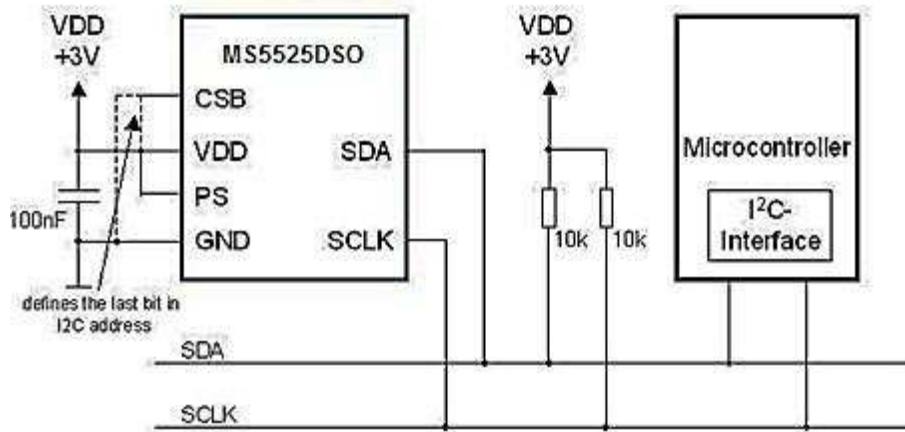 VDD
+3V
MS5525DSO
CSB
VDD
PS
GND
SDA
SCLK
100nF
defines the last bit in
I2C address
VDD
+3V
10k
10k
Microcontroller
I²C-
Interface
SDA
SCLK